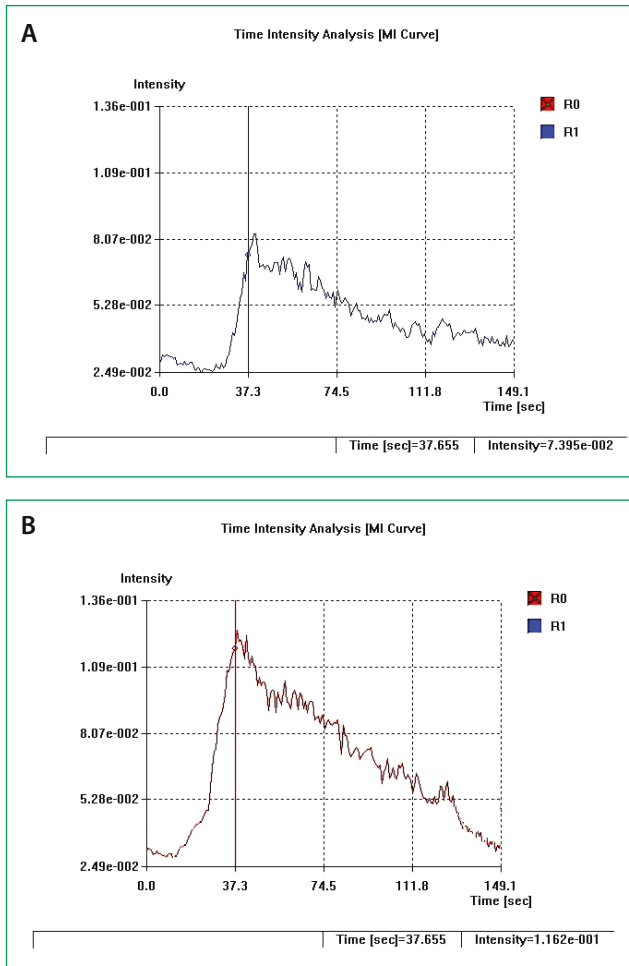 A
Time Intensity Analysis [MI Curve]
Intensity
1.36e-001
1.09e-001
8.07e-002
5.28e-002
2.49e-002
0.0 37.3 74.5 111.8 149.1
Time [sec]
R0
R1
Time [sec]=37.655 Intensity=7.395e-002
B
Time Intensity Analysis [MI Curve]
Intensity
1.36e-001
1.09e-001
8.07e-002
5.28e-002
2.49e-002
0.0 37.3 74.5 111.8 149.1
Time [sec]
R0
R1
Time [sec]=37.655 Intensity=1.162e-001